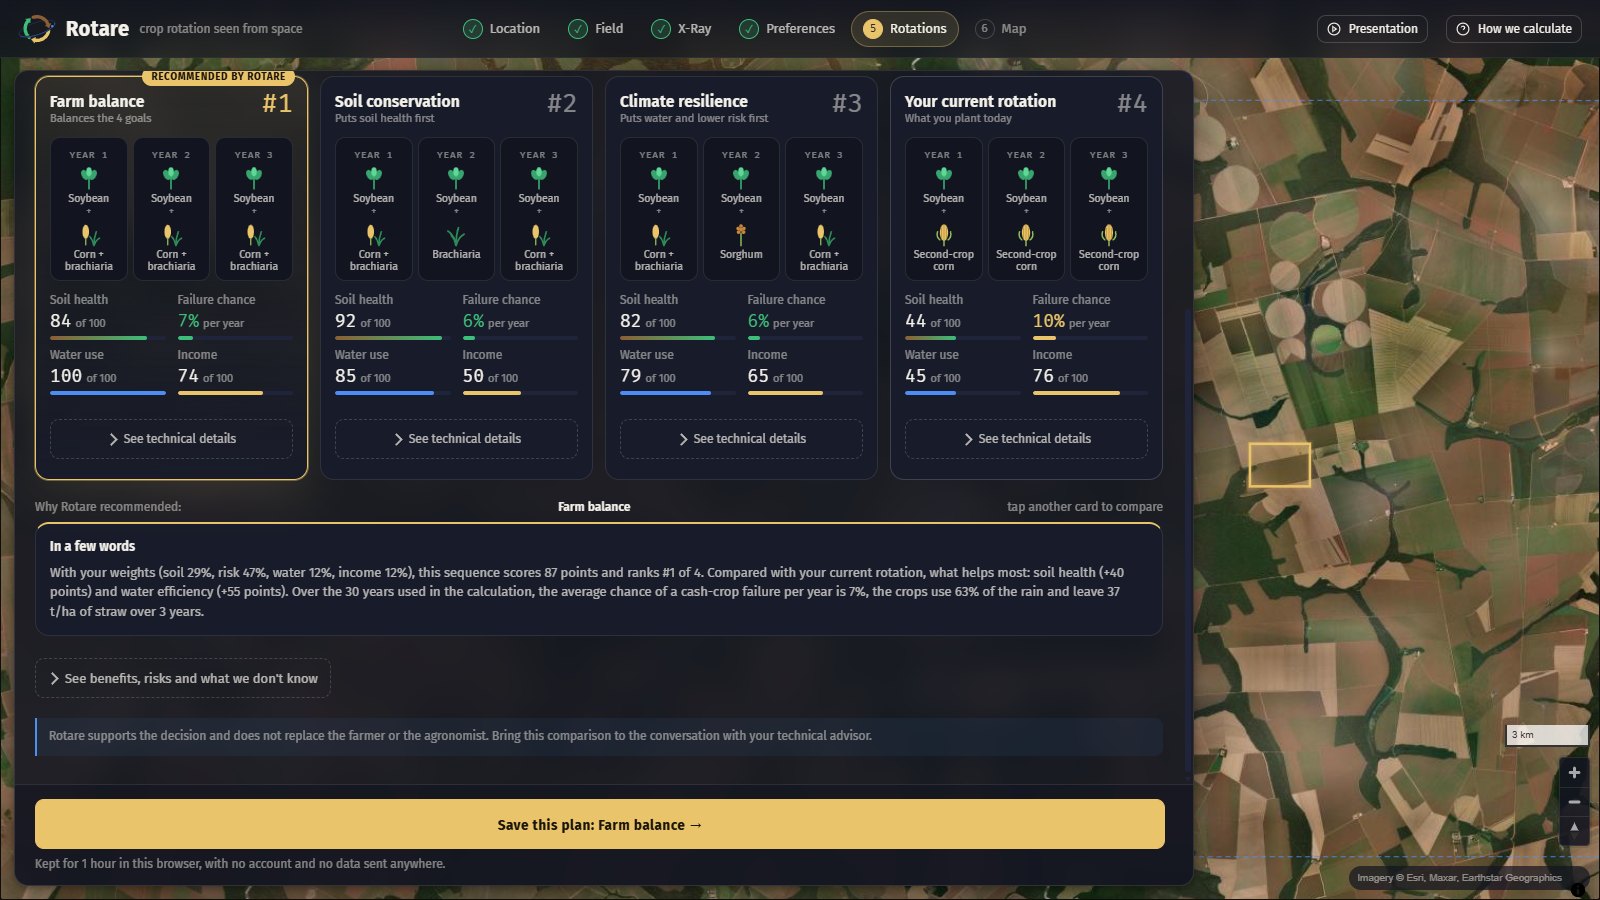 Rotare
crop rotation seen from space
Location
Field
X-Ray
Preferences
5 Rotations
6 Map
Presentation
How we calculate
RECOMMENDED BY ROTARE
Farm balance
#1
Balances the 4 goals
YEAR 1
YEAR 2
YEAR 3
Soybean
Soybean
Soybean
+
+
+
Corn +
brachiaria
Corn +
brachiaria
Corn +
brachiaria
Soil health
84 of 100
Failure chance
7% per year
Water use
100 of 100
Income
74 of 100
See technical details
Soil conservation
#2
Puts soil health first
YEAR 1
YEAR 2
YEAR 3
Soybean
Soybean
Soybean
+
+
+
Corn +
brachiaria
Brachiaria
Corn +
brachiaria
Soil health
92 of 100
Failure chance
6% per year
Water use
85 of 100
Income
50 of 100
See technical details
Climate resilience
#3
Puts water and lower risk first
YEAR 1
YEAR 2
YEAR 3
Soybean
Soybean
Soybean
+
+
+
Corn +
brachiaria
Sorghum
Corn +
brachiaria
Soil health
82 of 100
Failure chance
6% per year
Water use
79 of 100
Income
65 of 100
See technical details
Your current rotation
#4
What you plant today
YEAR 1
YEAR 2
YEAR 3
Soybean
Soybean
Soybean
+
+
+
Second-crop
corn
Second-crop
corn
Second-crop
corn
Soil health
44 of 100
Failure chance
10% per year
Water use
45 of 100
Income
76 of 100
See technical details
Why Rotare recommended:
Farm balance
tap another card to compare
In a few words
With your weights (soil 29%, risk 47%, water 12%, income 12%), this sequence scores 87 points and ranks #1 of 4. Compared with your current rotation, what helps most: soil health (+40
points) and water efficiency (+55 points). Over the 30 years used in the calculation, the average chance of a cash-crop failure per year is 7%, the crops use 63% of the rain and leave 37
t/ha of straw over 3 years.
See benefits, risks and what we don't know
Rotare supports the decision and does not replace the farmer or the agronomist. Bring this comparison to the conversation with your technical advisor.
Save this plan: Farm balance →
Kept for 1 hour in this browser, with no account and no data sent anywhere.
3 km
Imagery © Esri, Maxar, Earthstar Geographics